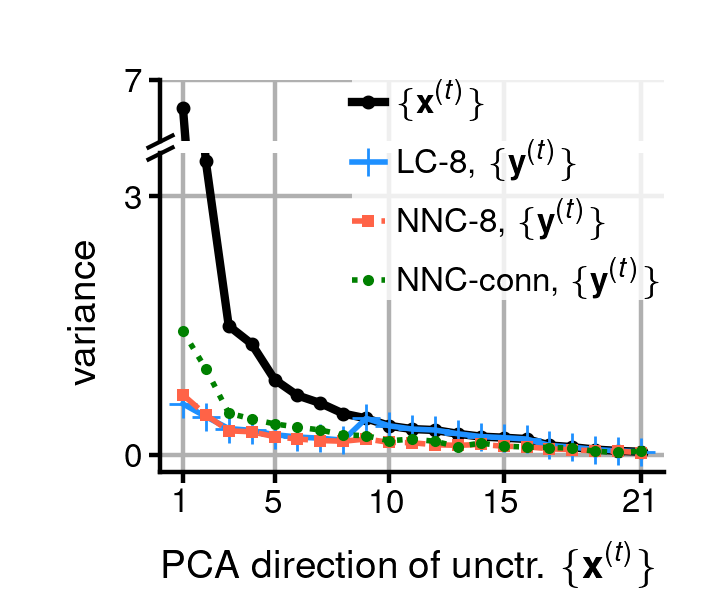 7
{x^(t)}
LC-8, {y^(t)}
3
NNC-8, {y^(t)}
NNC-conn, {y^(t)}
variance
0
1 5 10 15 21
PCA direction of unctr. {x^(t)}